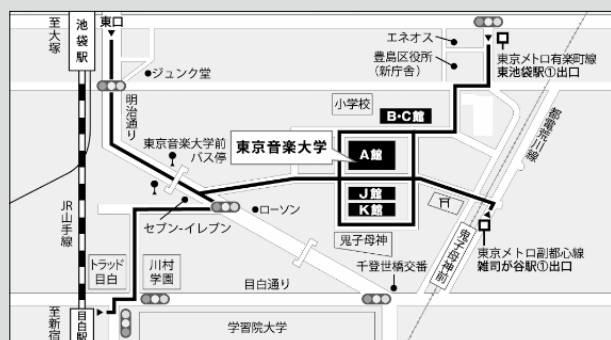 至大塚
池袋駅
東口
ジュンク堂
明治通り
エネオス
豊島区役所
(新庁舎)
東京メトロ有楽町線
東池袋駅①出口
小学校
B・C館
都電荒川線
東京音楽大学前
バス停
東京音楽大学
A館
J館
K館
JR山手線
セブン-イレブン
ローソン
鬼子母神
鬼子母神前
東京メトロ副都心線
雑司が谷駅①出口
トラッド
目白
川村
学園
目白通り
千登世橋交番
至新宿
目白駅
学習院大学